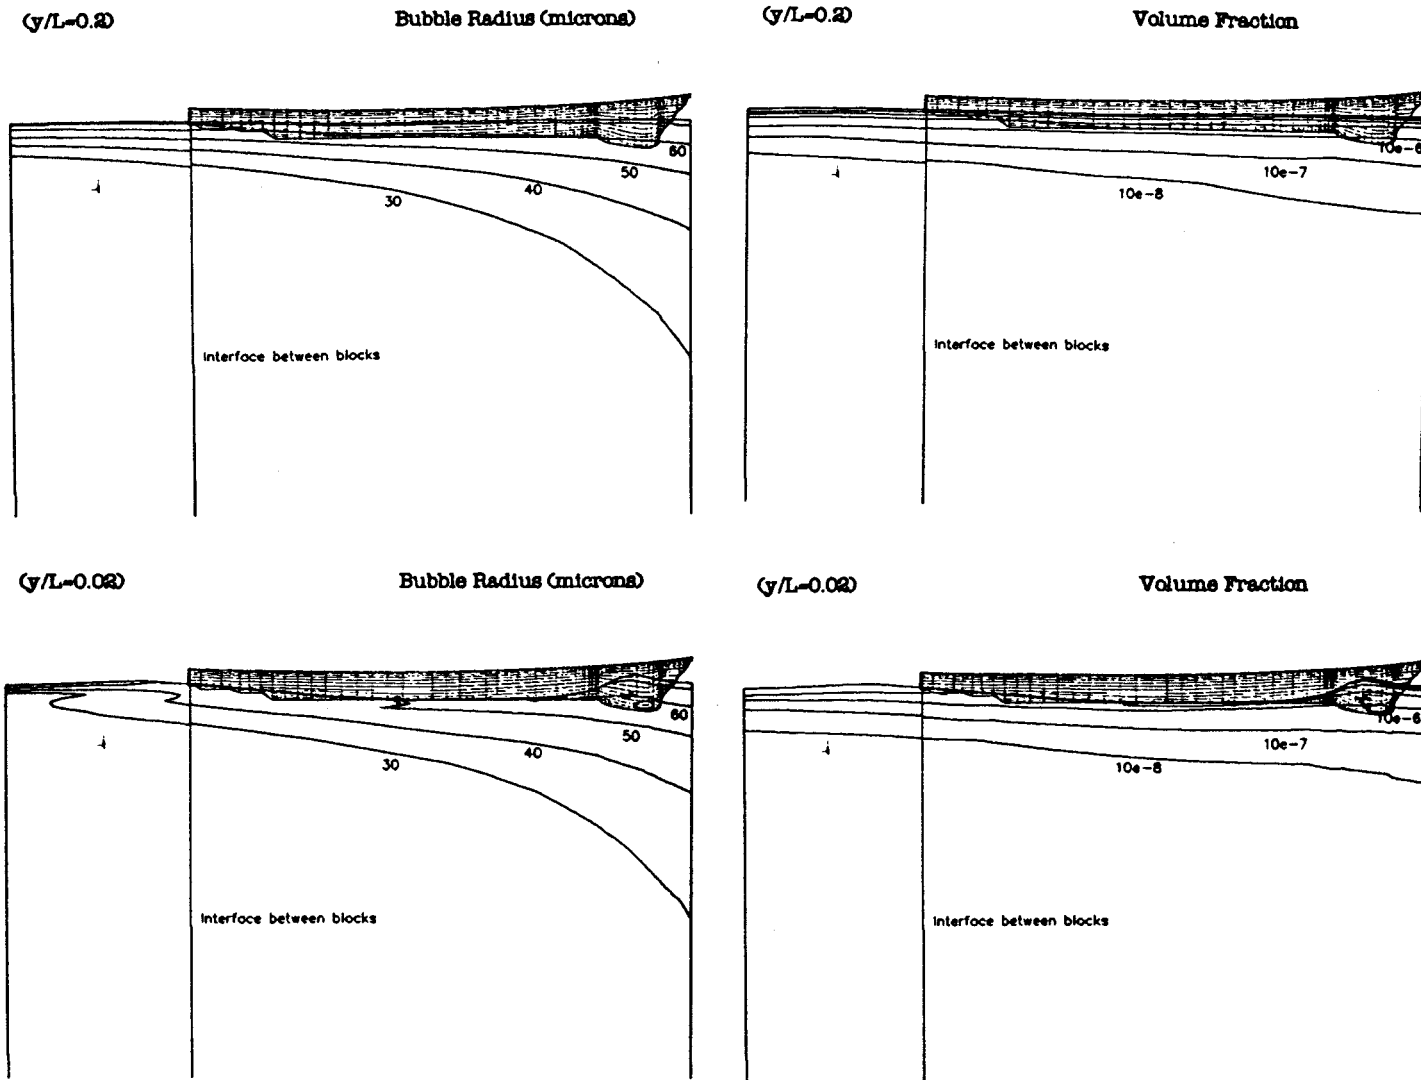 (y/L=0.2) Bubble Radius (microns)
60
50
40
30
Interface between blocks
(y/L=0.2) Volume Fraction
10e-6
10e-7
10e-8
Interface between blocks
(y/L=0.02) Bubble Radius (microns)
60
50
40
30
Interface between blocks
(y/L=0.02) Volume Fraction
10e-6
10e-7
10e-8
Interface between blocks